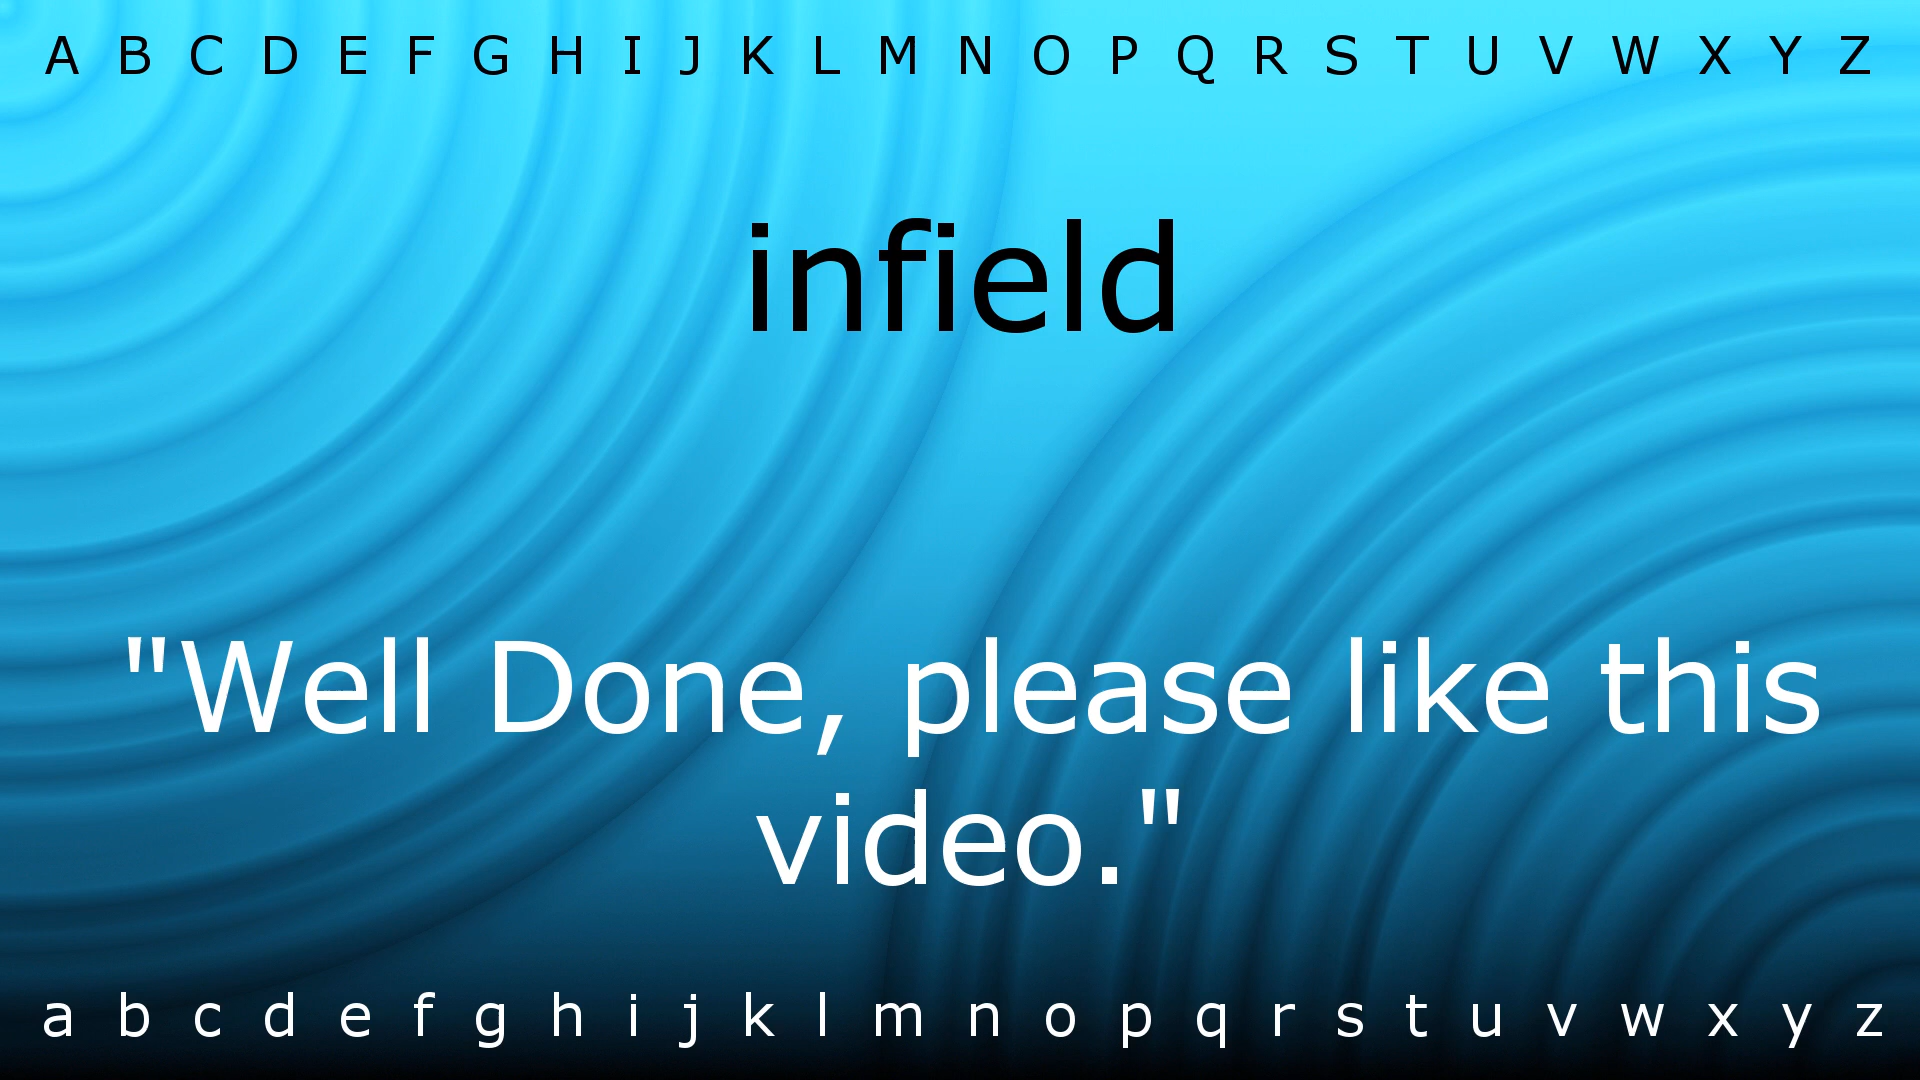 A B C D E F G H I J K L M N O P Q R S T U V W X Y Z
infield
"Well Done, please like this
video."
a b c d e f g h i j k l m n o p q r s t u v w x y z